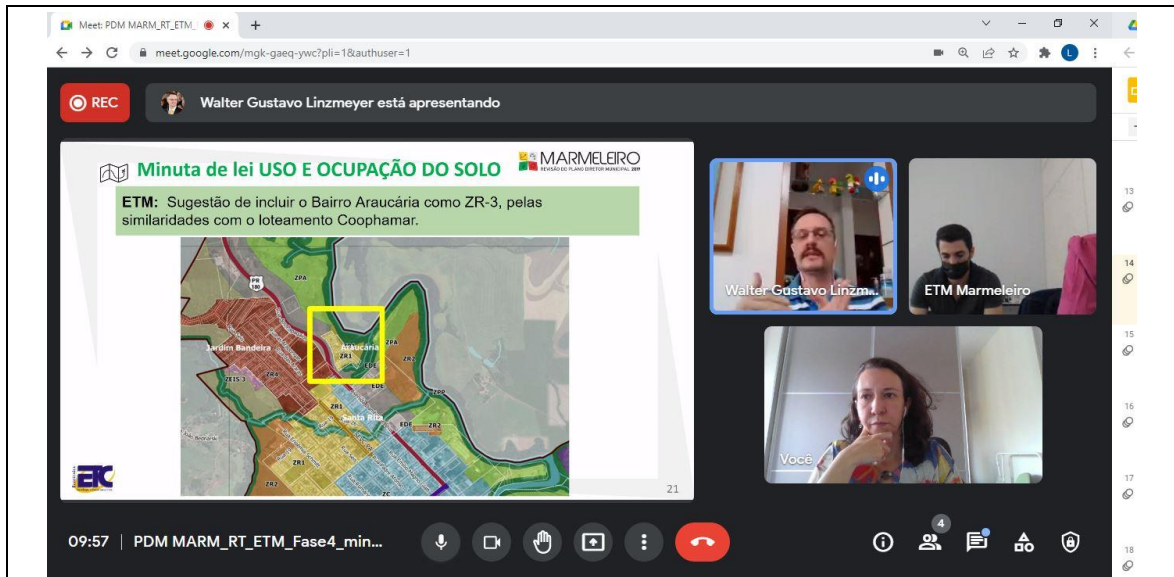 Meet: PDM MARM_RT_ETM_
meet.google.com/mgk-gaeq-ywc?pli=1&authuser=1
L
REC
Walter Gustavo Linzmeyer está apresentando
Minuta de lei USO E OCUPAÇÃO DO SOLO
MARMELEIRO
REVISÃO DO PLANO DIRETOR MUNICIPAL
ETM: Sugestão de incluir o Bairro Araucária como ZR-3, pelas
similaridades com o loteamento Coophamar.
PR
180
ZPA
Jardim Bandeira
Araucária
ZR1
ZPA
ZR2
EDE
EDE
ZR4
ZEIS 3
ZPP
ZR1
Santa Rita
EDE
ZR2
ZR1
ZR2
ZC
21
Walter Gustavo Linzm...
ETM Marmeleiro
Você
13
14
15
16
17
18
09:57 | PDM MARM_RT_ETM_Fase4_min...
4